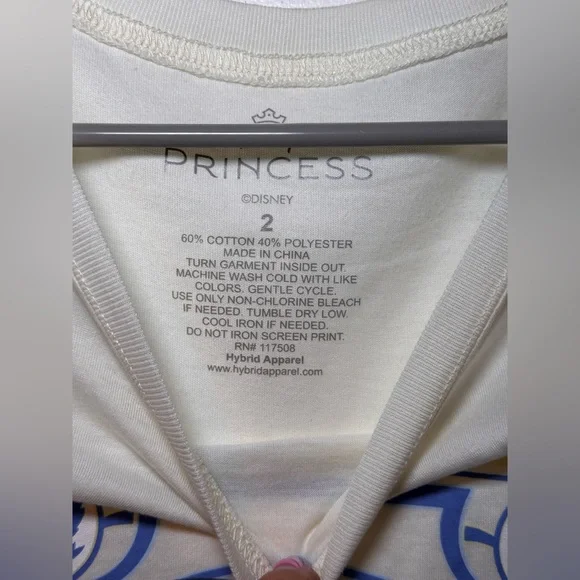 PRINCESS
©DISNEY
2
60% COTTON 40% POLYESTER
MADE IN CHINA
TURN GARMENT INSIDE OUT.
MACHINE WASH COLD WITH LIKE
COLORS. GENTLE CYCLE.
USE ONLY NON-CHLORINE BLEACH
IF NEEDED. TUMBLE DRY LOW.
COOL IRON IF NEEDED.
DO NOT IRON SCREEN PRINT.
RN# 117508
Hybrid Apparel
www.hybridapparel.com